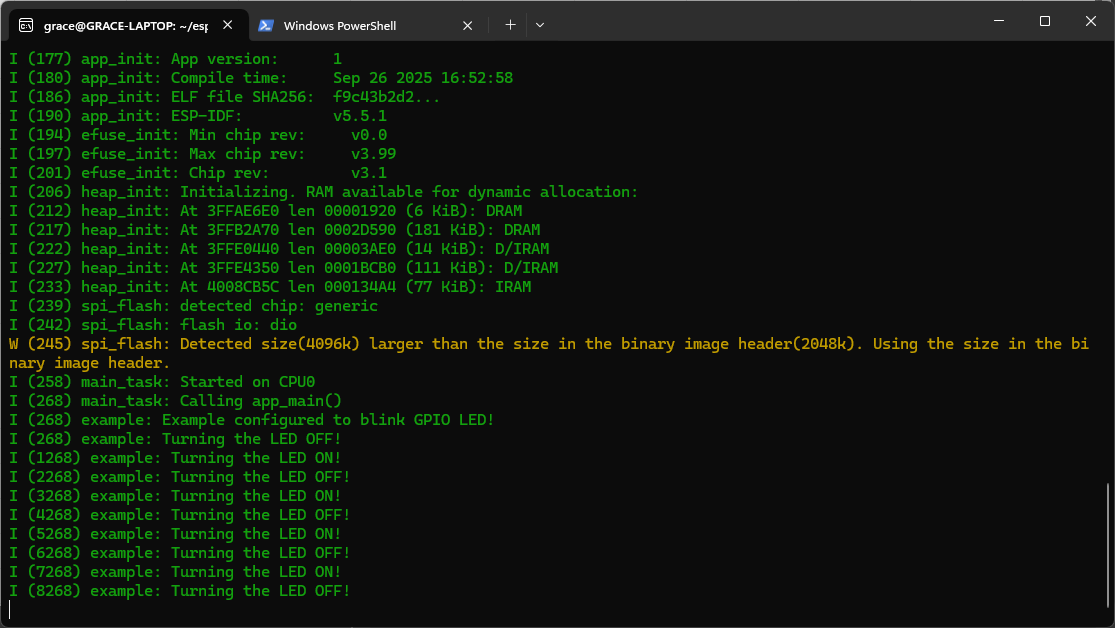 grace@GRACE-LAPTOP: ~/esp
Windows PowerShell
I (177) app_init: App version:      1
I (180) app_init: Compile time:     Sep 26 2025 16:52:58
I (186) app_init: ELF file SHA256:  f9c43b2d2...
I (190) app_init: ESP-IDF:          v5.5.1
I (194) efuse_init: Min chip rev:     v0.0
I (197) efuse_init: Max chip rev:     v3.99
I (201) efuse_init: Chip rev:         v3.1
I (206) heap_init: Initializing. RAM available for dynamic allocation:
I (212) heap_init: At 3FFAE6E0 len 00001920 (6 KiB): DRAM
I (217) heap_init: At 3FFB2A70 len 0002D590 (181 KiB): DRAM
I (222) heap_init: At 3FFE0440 len 00003AE0 (14 KiB): D/IRAM
I (227) heap_init: At 3FFE4350 len 0001BCB0 (111 KiB): D/IRAM
I (233) heap_init: At 4008CB5C len 000134A4 (77 KiB): IRAM
I (239) spi_flash: detected chip: generic
I (242) spi_flash: flash io: dio
W (245) spi_flash: Detected size(4096k) larger than the size in the binary image header(2048k). Using the size in the bi
nary image header.
I (258) main_task: Started on CPU0
I (268) main_task: Calling app_main()
I (268) example: Example configured to blink GPIO LED!
I (268) example: Turning the LED OFF!
I (1268) example: Turning the LED ON!
I (2268) example: Turning the LED OFF!
I (3268) example: Turning the LED ON!
I (4268) example: Turning the LED OFF!
I (5268) example: Turning the LED ON!
I (6268) example: Turning the LED OFF!
I (7268) example: Turning the LED ON!
I (8268) example: Turning the LED OFF!